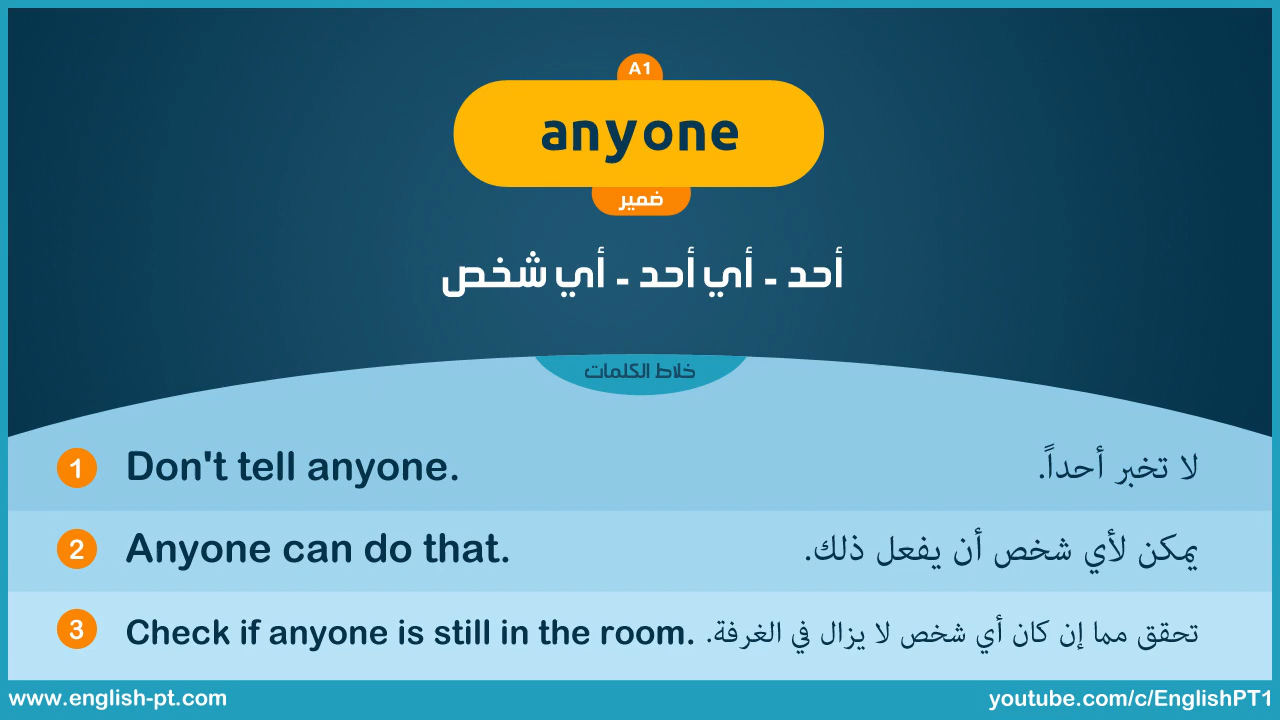 A1
anyone
ضمير
أحد - أي أحد - أي شخص
خلاط الكلمات
1 Don't tell anyone. لا تخبر أحداً.
2 Anyone can do that. يمكن لأي شخص أن يفعل ذلك.
3 Check if anyone is still in the room. تحقق مما إن كان أي شخص لا يزال في الغرفة.
www.english-pt.com youtube.com/c/EnglishPT1